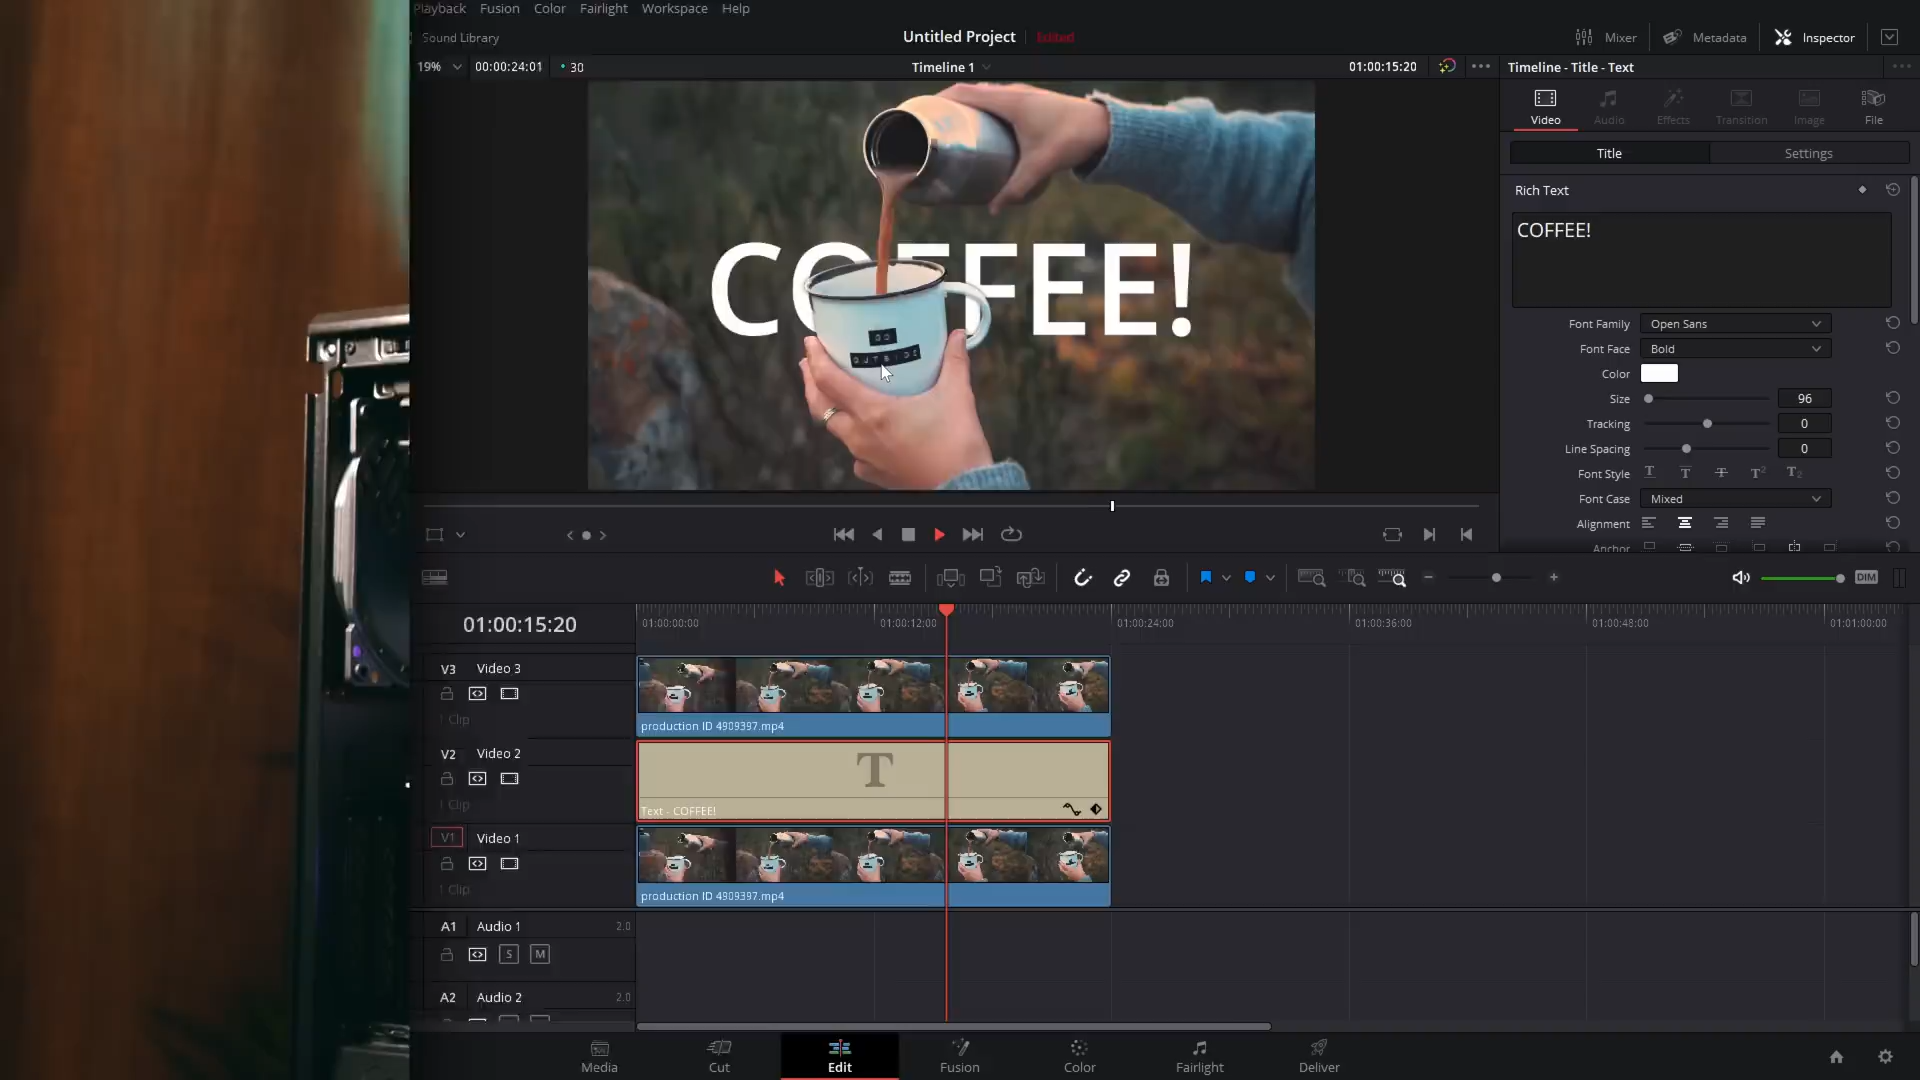 Playback Fusion Color Fairlight Workspace Help
Sound Library Untitled Project Edited Mixer Metadata Inspector
19% 00:00:24:01 30 Timeline 1 01:00:15:20 Timeline - Title - Text
Video Audio Effects Transition Image File
Title Settings
Rich Text
COFFEE!
COFFEE!
GO
OUTSIDE
Font Family Open Sans
Font Face Bold
Color
Size 96
Tracking 0
Line Spacing 0
Font Style
Font Case Mixed
Alignment
Anchor
DIM
01:00:15:20
01:00:00:00 01:00:12:00 01:00:24:00 01:00:36:00 01:00:48:00 01:01:00:00
V3 Video 3
1 Clip
production ID 4909397.mp4
V2 Video 2
T
1 Clip
Text - COFFEE!
V1 Video 1
1 Clip
production ID 4909397.mp4
A1 Audio 1 2.0
S M
A2 Audio 2 2.0
Media Cut Edit Fusion Color Fairlight Deliver